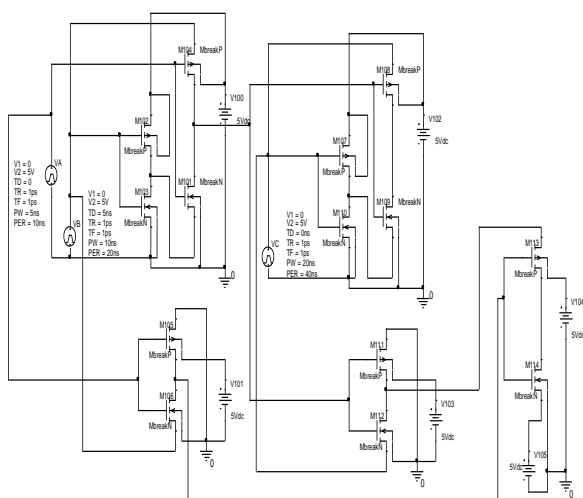 M104
MbreakP
V100
5Vdc
M102
MbreakP
M103
MbreakN
M101
MbreakN
VA
V1 = 0
V2 = 5V
TD = 0
TR = 1ps
TF = 1ps
PW = 5ns
PER = 10ns
VB
V1 = 0
V2 = 5V
TD = 5ns
TR = 1ps
TF = 1ps
PW = 10ns
PER = 20ns
0
M108
MbreakP
V102
5Vdc
M107
MbreakP
M110
MbreakN
M109
MbreakN
VC
V1 = 0
V2 = 5V
TD = 0ns
TR = 1ps
TF = 1ps
PW = 20ns
PER = 40ns
0
M105
MbreakP
M106
MbreakN
V101
5Vdc
0
M111
MbreakP
M112
MbreakN
V103
5Vdc
0
M113
MbreakP
V104
5Vdc
M114
MbreakN
V105
5Vdc
0